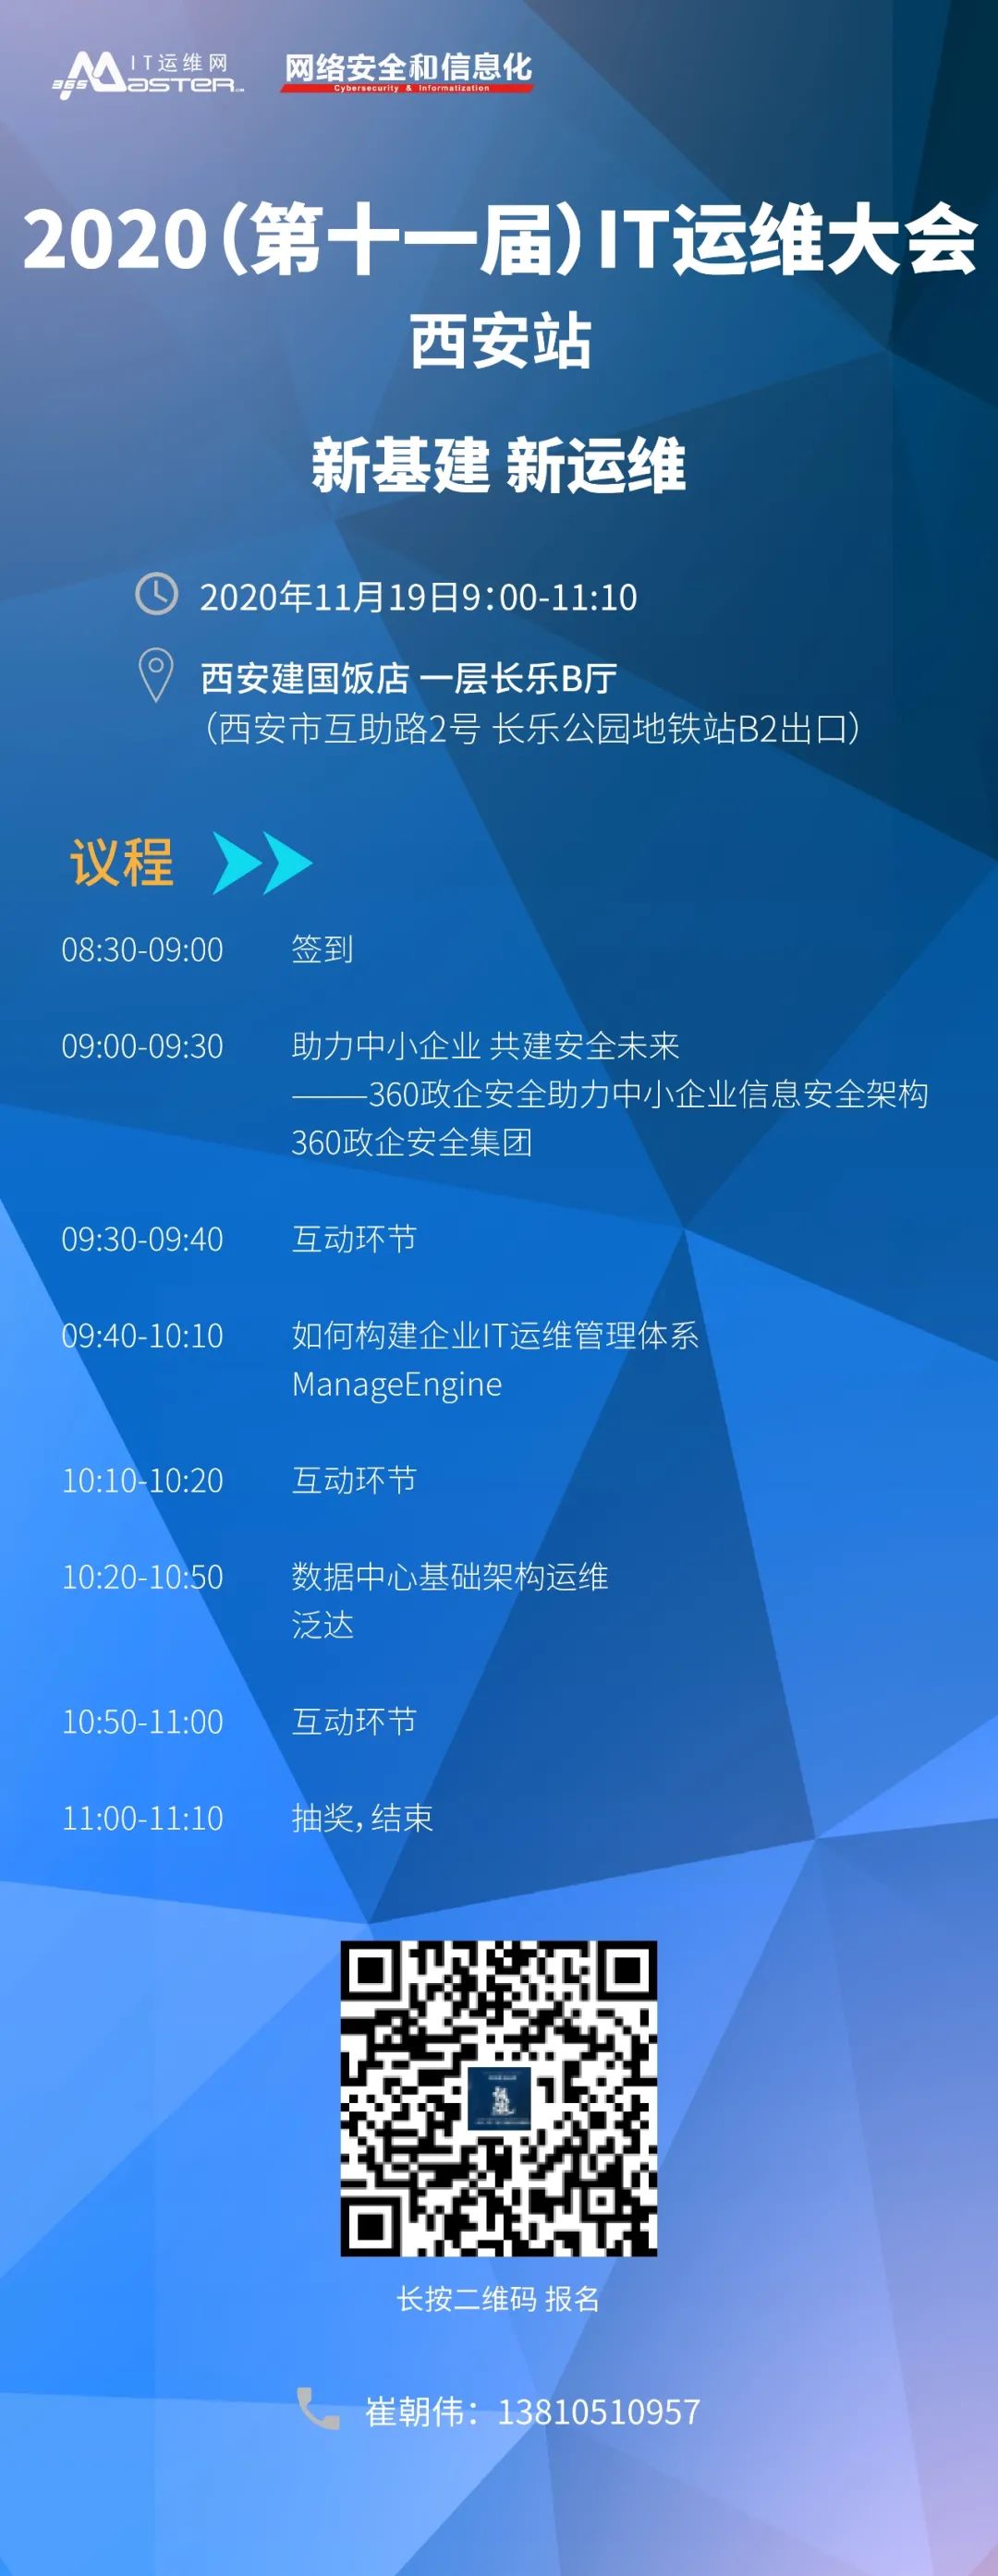 IT运维网
365Master.com
网络安全和信息化
Cybersecurity & Informatization
2020(第十一届)IT运维大会
西安站
新基建 新运维
2020年11月19日9:00-11:10
西安建国饭店 一层长乐B厅
(西安市互助路2号 长乐公园地铁站B2出口)
议程
08:30-09:00 签到
09:00-09:30 助力中小企业 共建安全未来
——360政企安全助力中小企业信息安全架构
360政企安全集团
09:30-09:40 互动环节
09:40-10:10 如何构建企业IT运维管理体系
ManageEngine
10:10-10:20 互动环节
10:20-10:50 数据中心基础架构运维
泛达
10:50-11:00 互动环节
11:00-11:10 抽奖,结束
长按二维码 报名
崔朝伟:13810510957